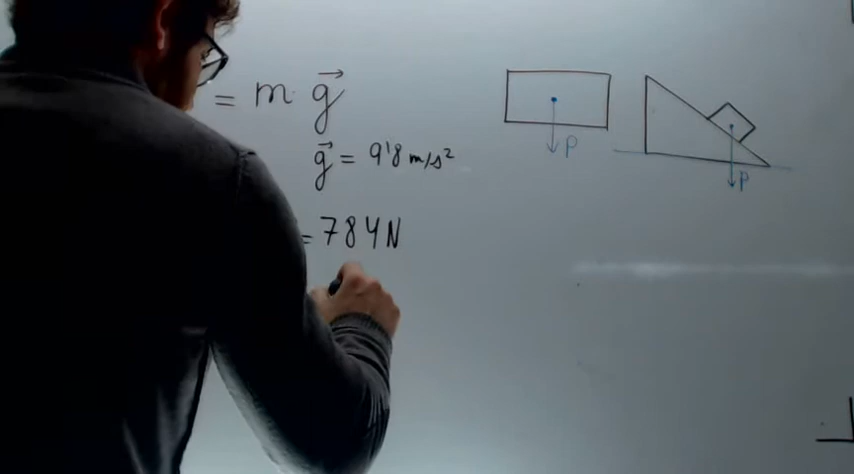 = m · g⃗
g⃗ = 9'8 m/s²
= 784N
P
P